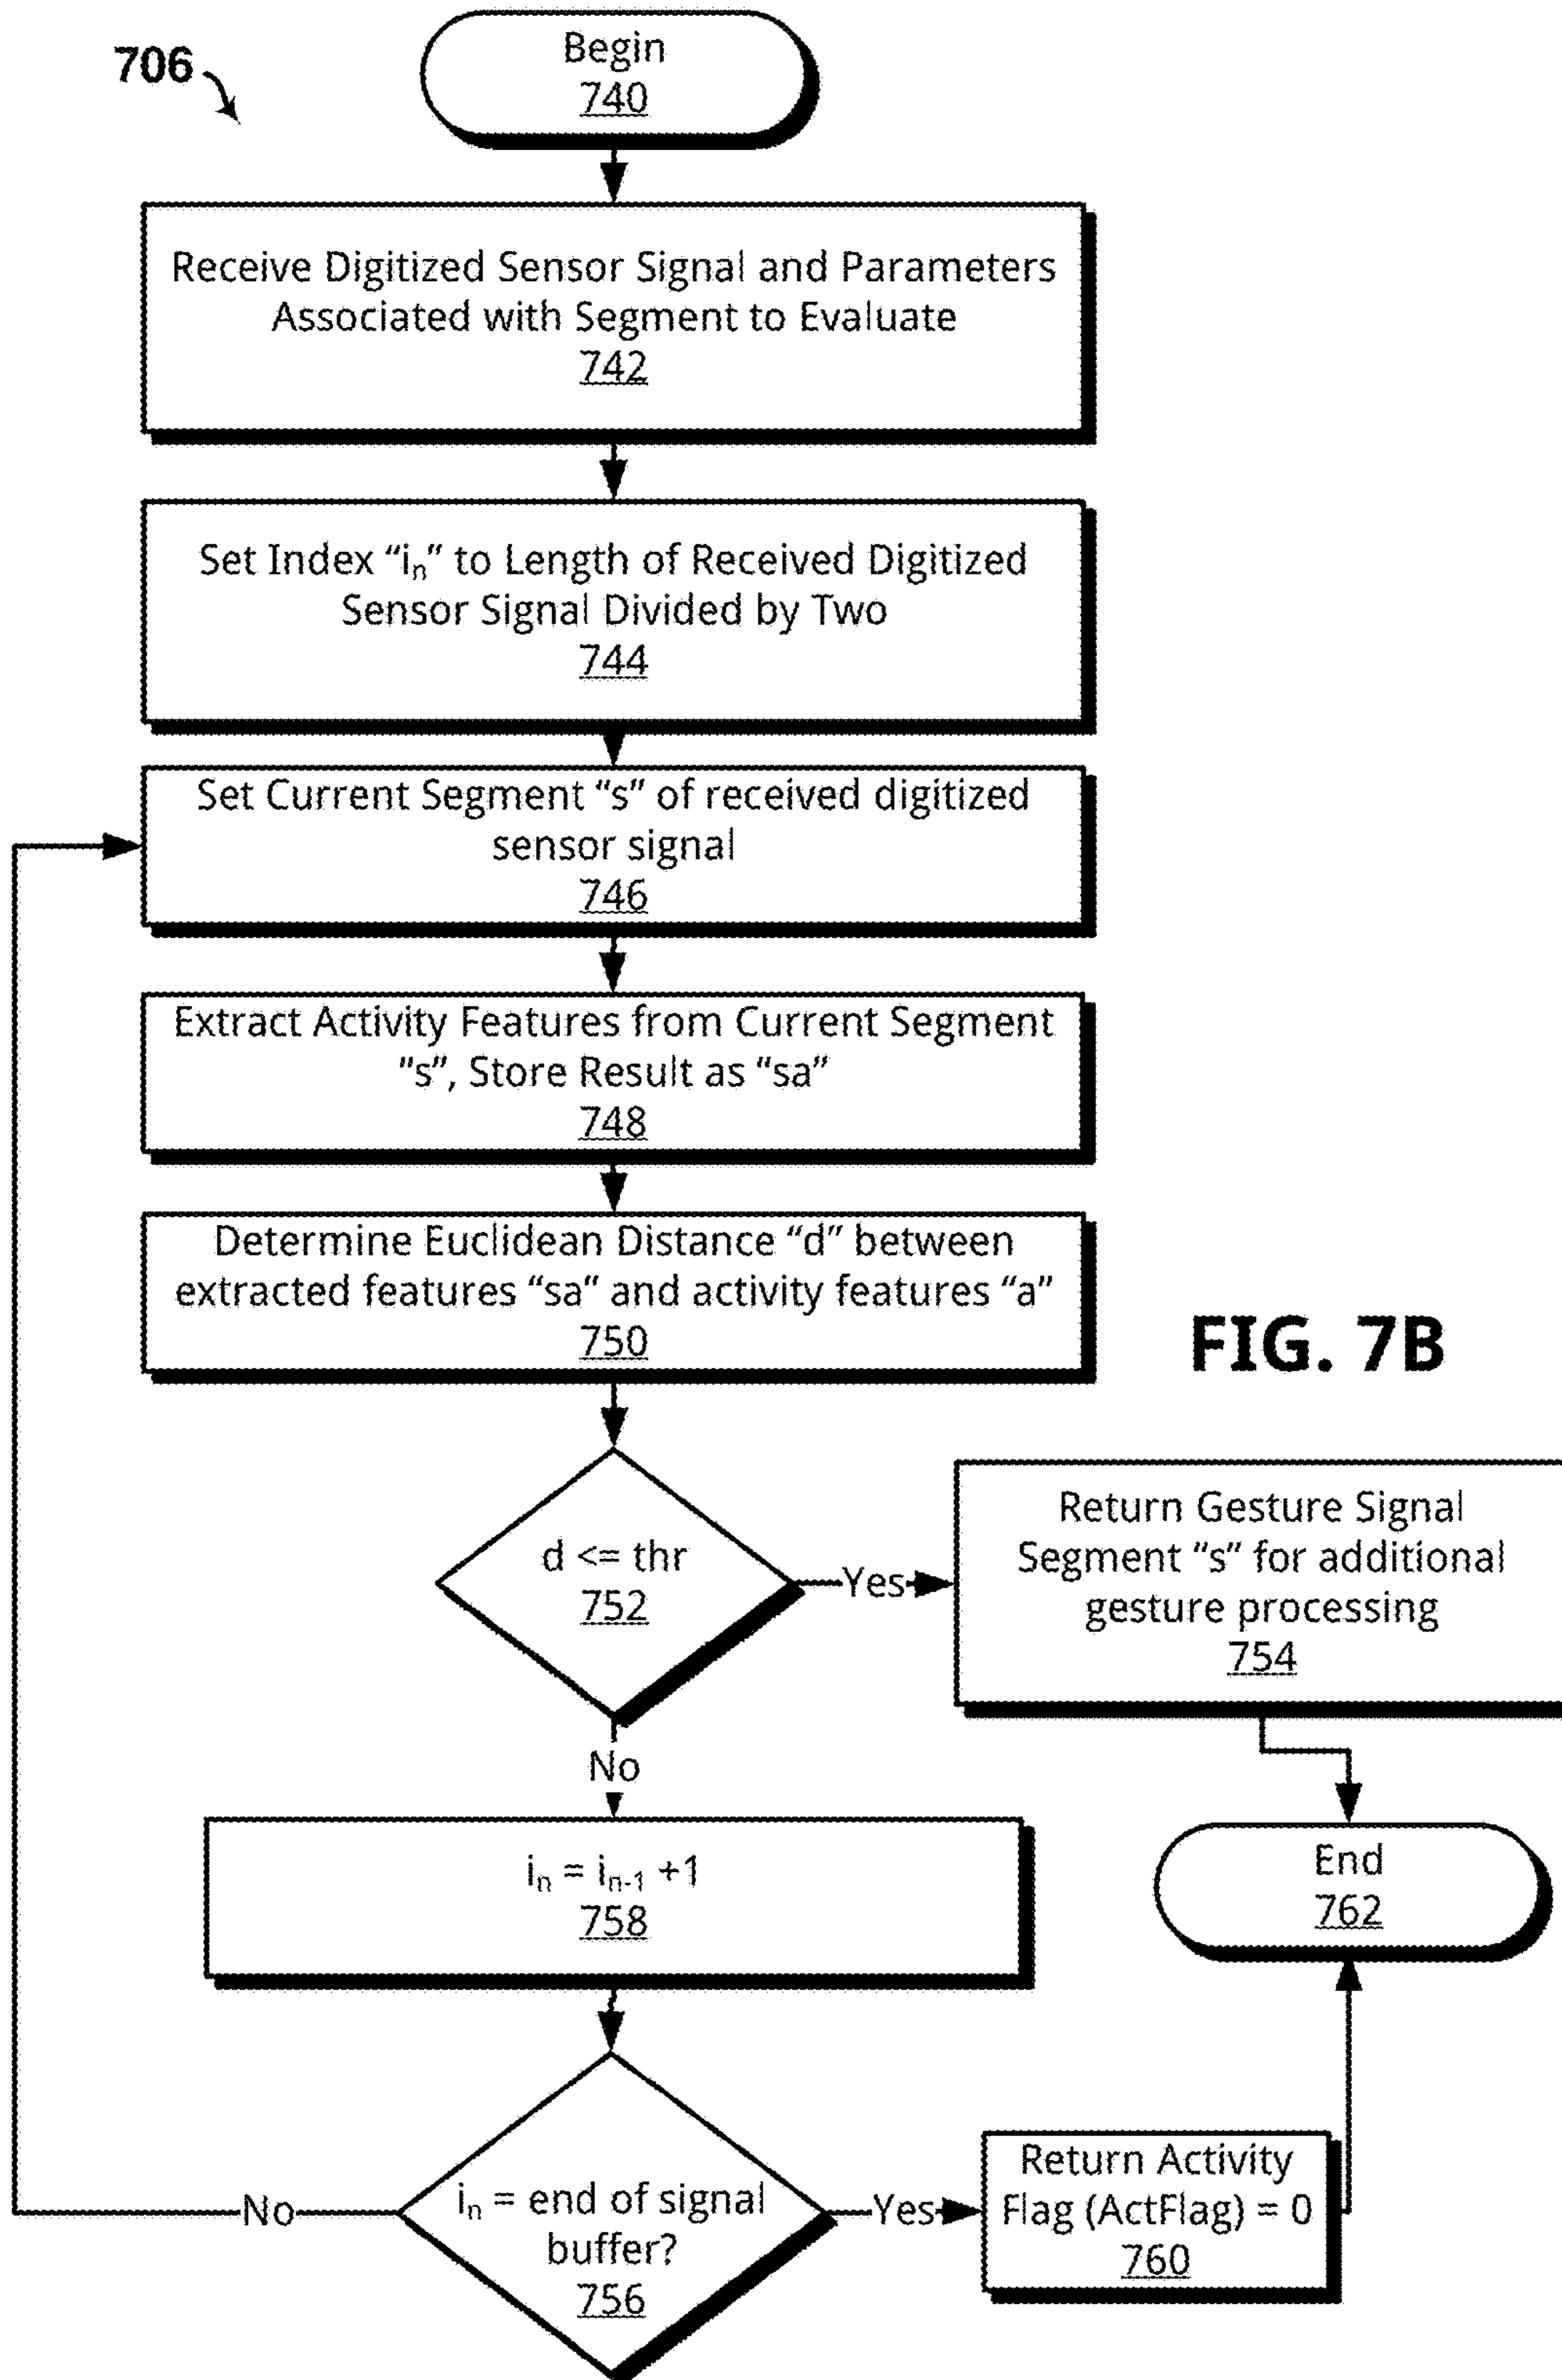 706
Begin
740
Receive Digitized Sensor Signal and Parameters
Associated with Segment to Evaluate
742
Set Index “iₙ” to Length of Received Digitized
Sensor Signal Divided by Two
744
Set Current Segment “s” of received digitized
sensor signal
746
Extract Activity Features from Current Segment
“s”, Store Result as “sa”
748
Determine Euclidean Distance “d” between
extracted features “sa” and activity features “a”
750
FIG. 7B
d <= thr
752
Yes
Return Gesture Signal
Segment “s” for additional
gesture processing
754
No
iₙ = iₙ₋₁ +1
758
End
762
iₙ = end of signal
buffer?
756
No
Yes
Return Activity
Flag (ActFlag) = 0
760